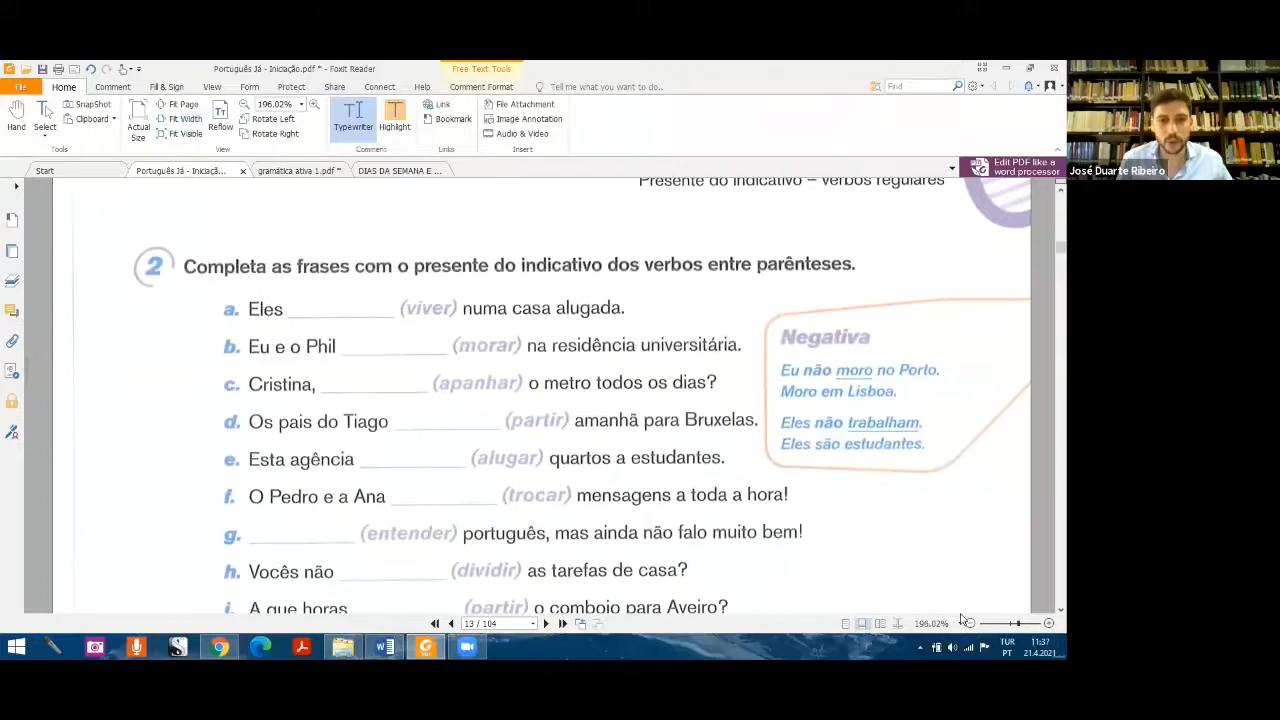 Português Já - Iniciação.pdf * - Foxit Reader
Free Text Tools
File Home Comment Fill & Sign View Form Protect Share Connect Help Comment Format Tell me what you want to do.. Find
Hand
Select
SnapShot
Clipboard
Actual Size
Fit Page
Fit Width
Fit Visible
Reflow
196.02%
Rotate Left
Rotate Right
Typewriter
Highlight
Link
Bookmark
File Attachment
Image Annotation
Audio & Video
Tools View Comment Links Insert
Start Português Já - Iniciaçã... gramática ativa 1.pdf * DIAS DA SEMANA E ...
Edit PDF like a
word processor
José Duarte Ribeiro
Presente do indicativo – verbos regulares
2 Completa as frases com o presente do indicativo dos verbos entre parênteses.
a. Eles __________ (viver) numa casa alugada.
b. Eu e o Phil __________ (morar) na residência universitária.
c. Cristina, __________ (apanhar) o metro todos os dias?
d. Os pais do Tiago __________ (partir) amanhã para Bruxelas.
e. Esta agência __________ (alugar) quartos a estudantes.
f. O Pedro e a Ana __________ (trocar) mensagens a toda a hora!
g. __________ (entender) português, mas ainda não falo muito bem!
h. Vocês não __________ (dividir) as tarefas de casa?
i. A que horas (partir) o comboio para Aveiro?
Negativa
Eu não moro no Porto.
Moro em Lisboa.
Eles não trabalham.
Eles são estudantes.
13 / 104
196.02%
TUR
PT
11:37
21.4.2021